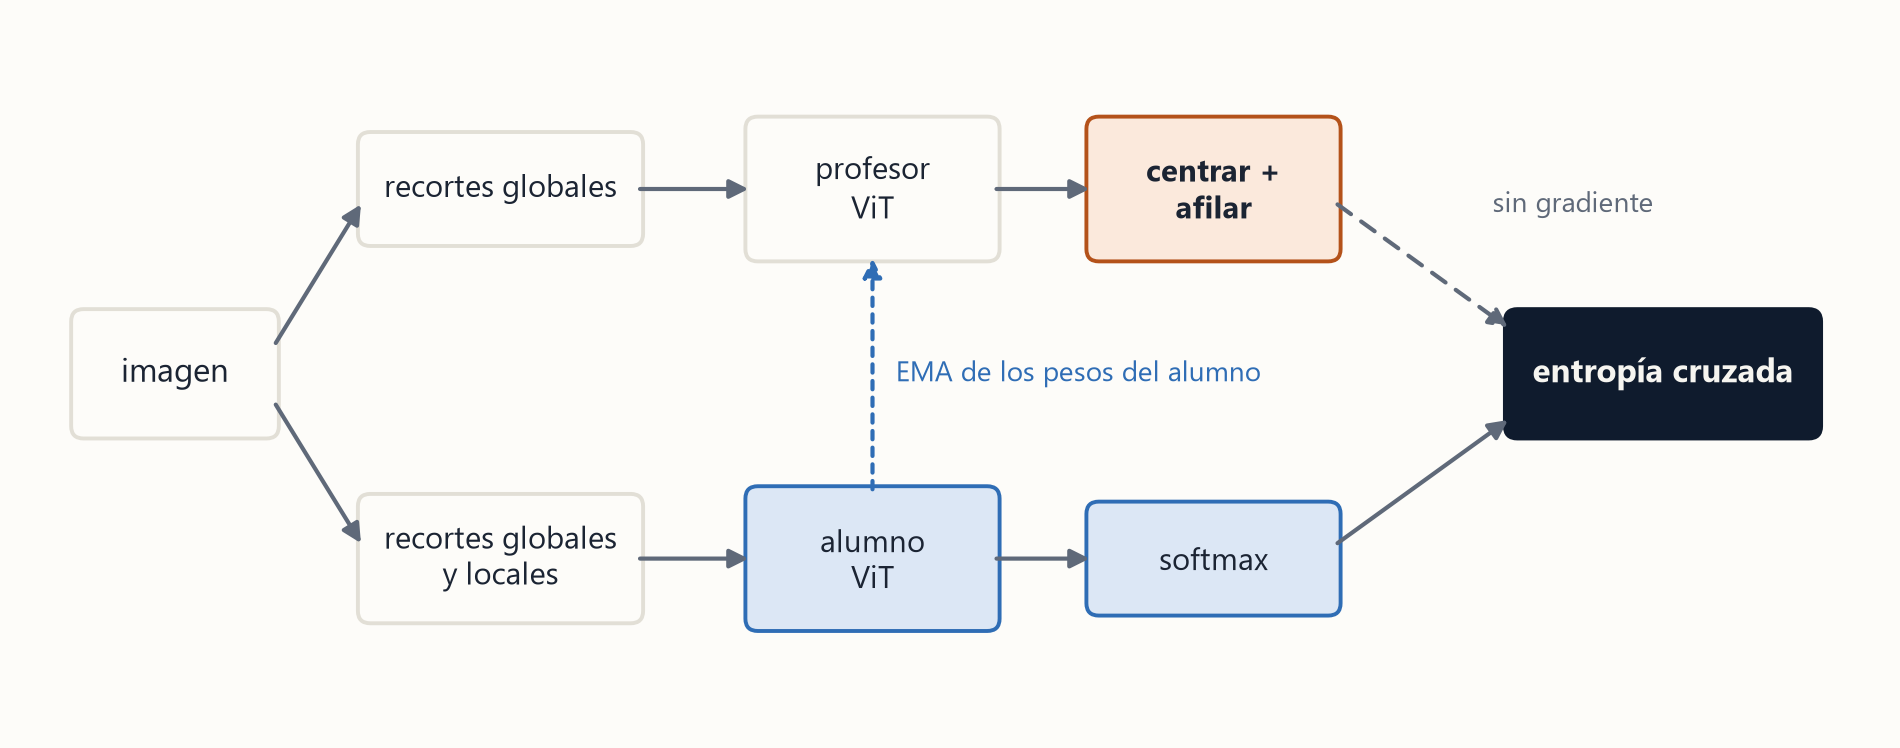 recortes globales
profesor
ViT
centrar +
afilar
sin gradiente
imagen
EMA de los pesos del alumno
entropía cruzada
recortes globales
y locales
alumno
ViT
softmax